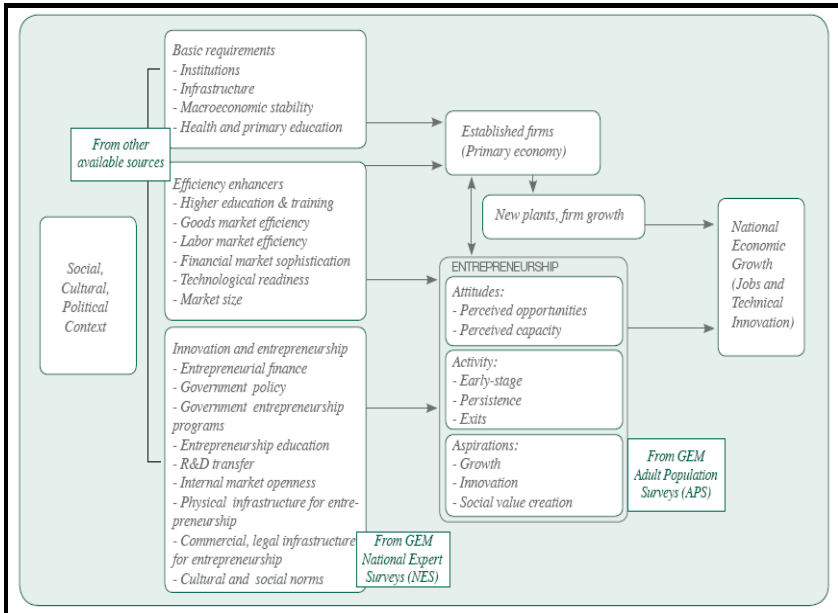 Basic requirements
- Institutions
- Infrastructure
- Macroeconomic stability
- Health and primary education
From other
available sources
Efficiency enhancers
- Higher education & training
- Goods market efficiency
- Labor market efficiency
- Financial market sophistication
- Technological readiness
- Market size
Social,
Cultural,
Political
Context
Innovation and entrepreneurship
- Entrepreneurial finance
- Government policy
- Government entrepreneurship
programs
- Entrepreneurship education
- R&D transfer
- Internal market openness
- Physical infrastructure for entre-
preneurship
- Commercial, legal infrastructure
for entrepreneurship
- Cultural and social norms
From GEM
National Expert
Surveys (NES)
Established firms
(Primary economy)
New plants, firm growth
ENTREPRENEURSHIP
Attitudes:
- Perceived opportunities
- Perceived capacity
Activity:
- Early-stage
- Persistence
- Exits
Aspirations:
- Growth
- Innovation
- Social value creation
From GEM
Adult Population
Surveys (APS)
National
Economic
Growth
(Jobs and
Technical
Innovation)